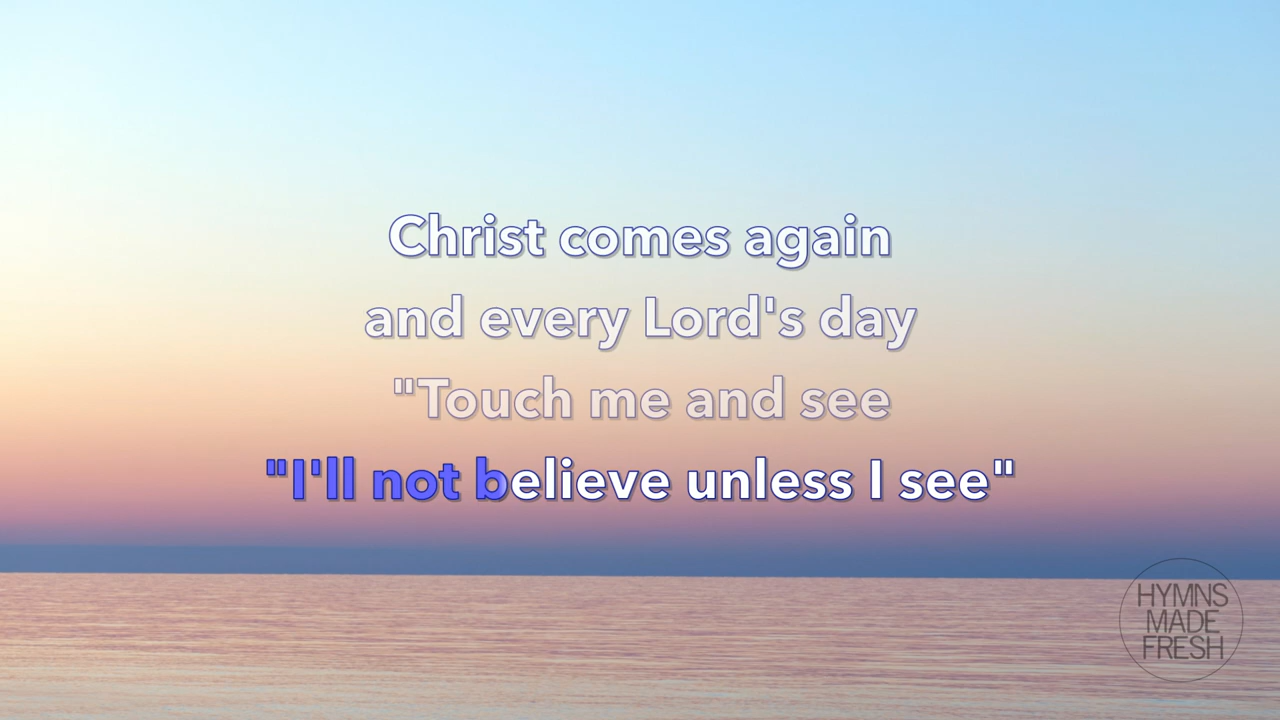 Christ comes again
and every Lord's day
"Touch me and see
"I'll not believe unless I see"
HYMNS
MADE
FRESH